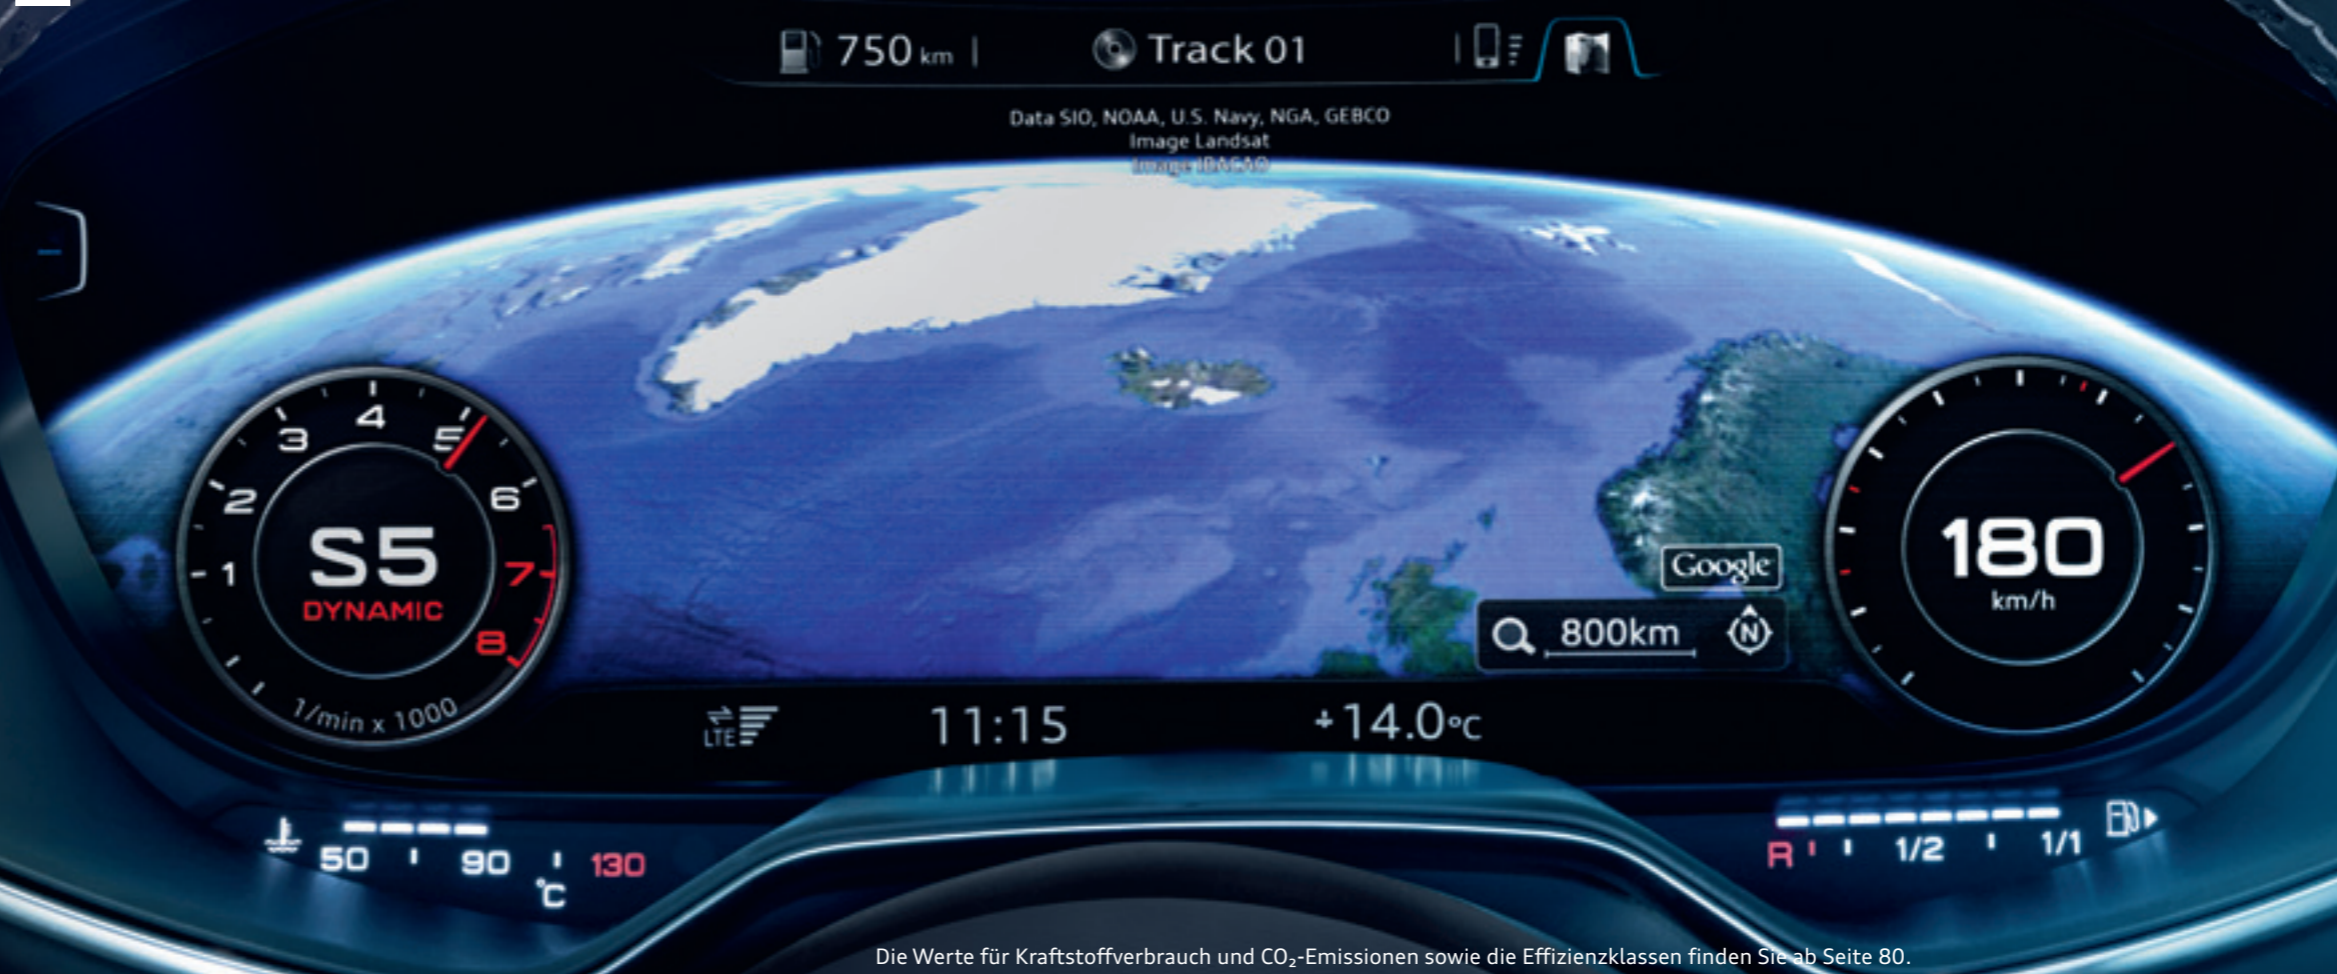 750 km
Track 01
Data SIO, NOAA, U.S. Navy, NGA, GEBCO
Image Landsat
Image IBACAO
1
2
3
4
5
6
7
8
S5
DYNAMIC
1/min x 1000
180
km/h
Google
800km
N
LTE
11:15
+14.0°C
50
90
130
°C
R
1/2
1/1
Die Werte für Kraftstoffverbrauch und CO₂-Emissionen sowie die Effizienzklassen finden Sie ab Seite 80.